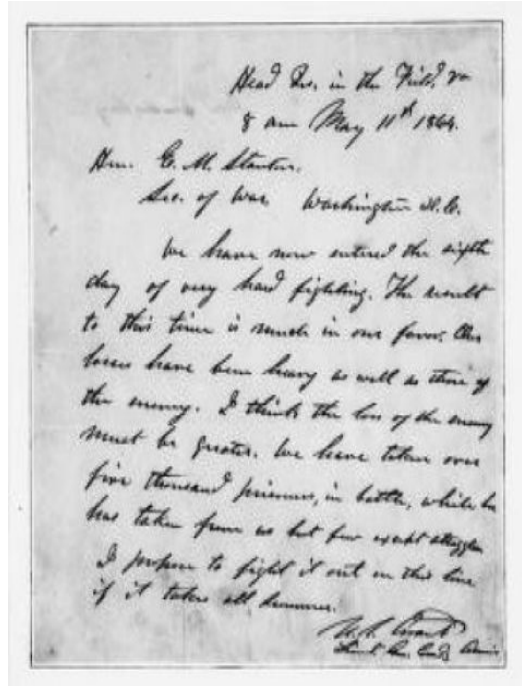 Head Qrs. in the Field, Va
8 am May 11th 1864.
Hon. E. M. Stanton.
Sec. of War, Washington D.C.
We have now entered the eighth
day of very hard fighting. The result
to this time is much in our favor. Our
losses have been heavy as well as those of
the enemy. I think the loss of the enemy
must be greater. We have taken over
five thousand prisoners, in battle, while he
has taken from us but few except stragglers
I propose to fight it out on this line
if it takes all summer.
U. S. Grant
Lieut. Gen. Comdg Armies